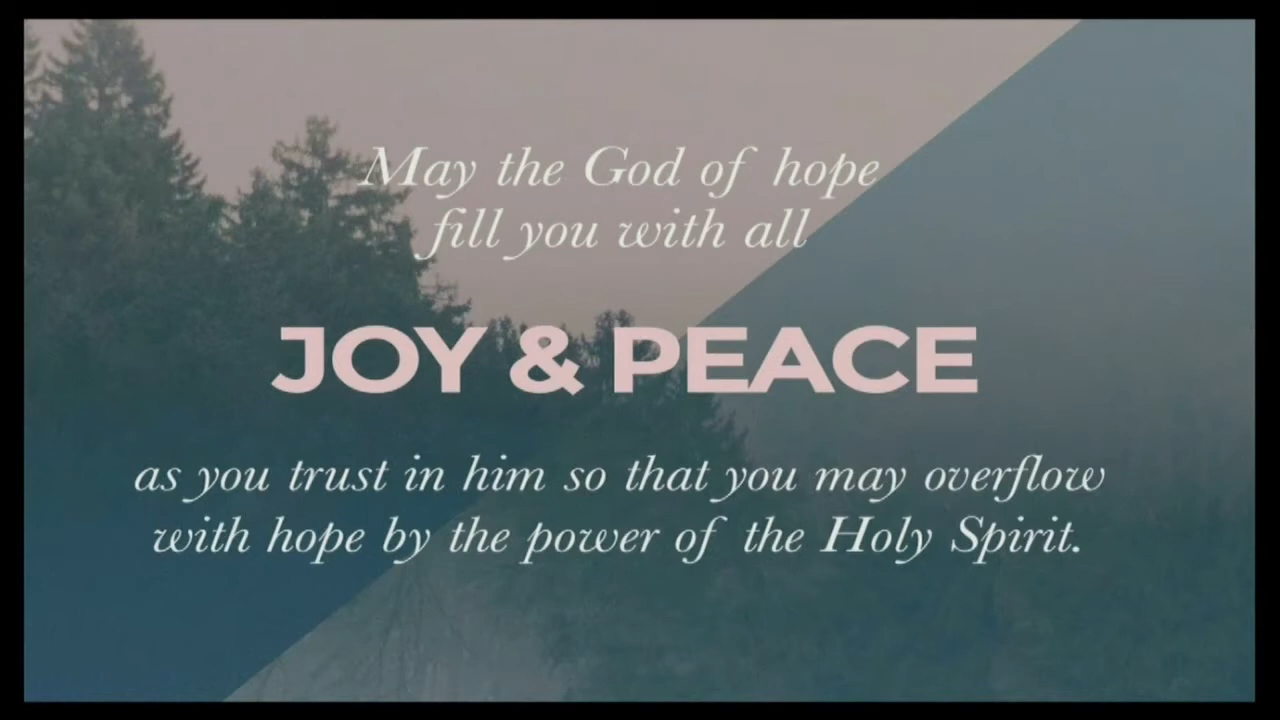 May the God of hope
fill you with all
JOY & PEACE
as you trust in him so that you may overflow
with hope by the power of the Holy Spirit.